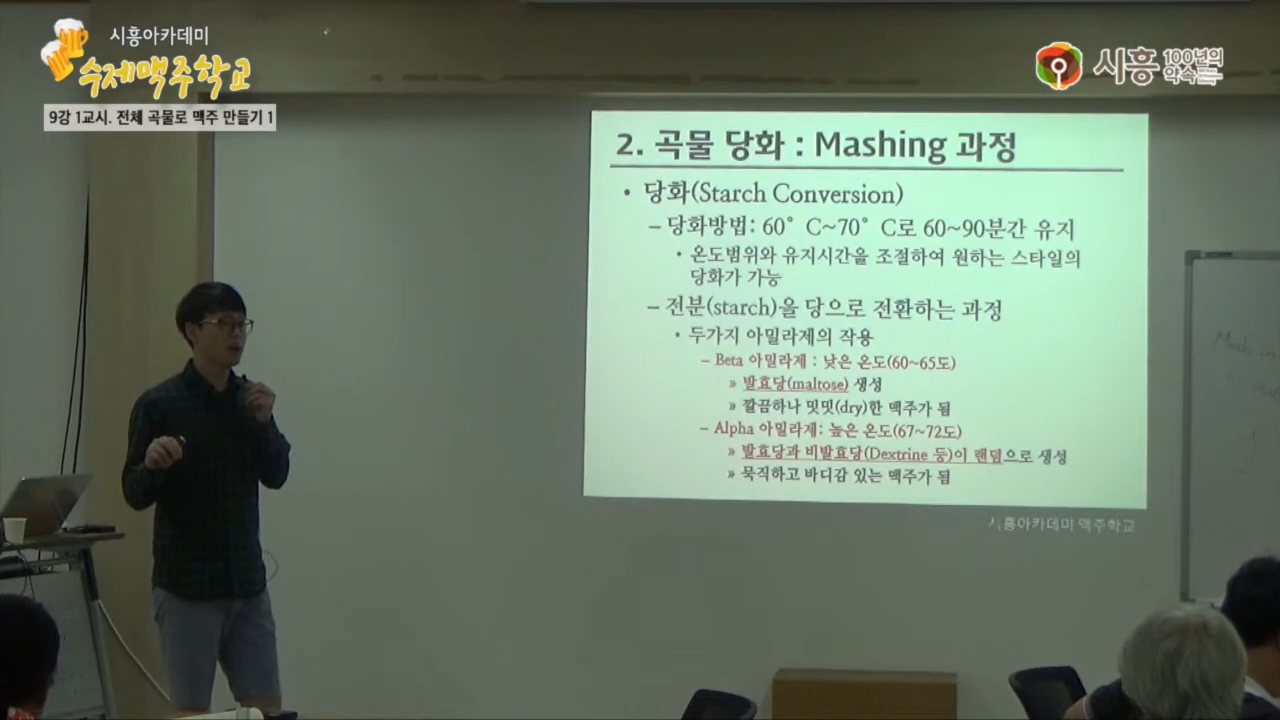 시흥아카데미
수제맥주학교
9강 1교시. 전체 곡물로 맥주 만들기 1
시흥 100년의
약속
2. 곡물 당화 : Mashing 과정
• 당화(Starch Conversion)
– 당화방법: 60° C~70° C로 60~90분간 유지
• 온도범위와 유지시간을 조절하여 원하는 스타일의
당화가 가능
– 전분(starch)을 당으로 전환하는 과정
• 두가지 아밀라제의 작용
– Beta 아밀라제 : 낮은 온도(60~65도)
» 발효당(maltose) 생성
» 깔끔하나 밋밋(dry)한 맥주가 됨
– Alpha 아밀라제: 높은 온도(67~72도)
» 발효당과 비발효당(Dextrine 등)이 랜덤으로 생성
» 묵직하고 바디감 있는 맥주가 됨
시흥아카데미 맥주학교